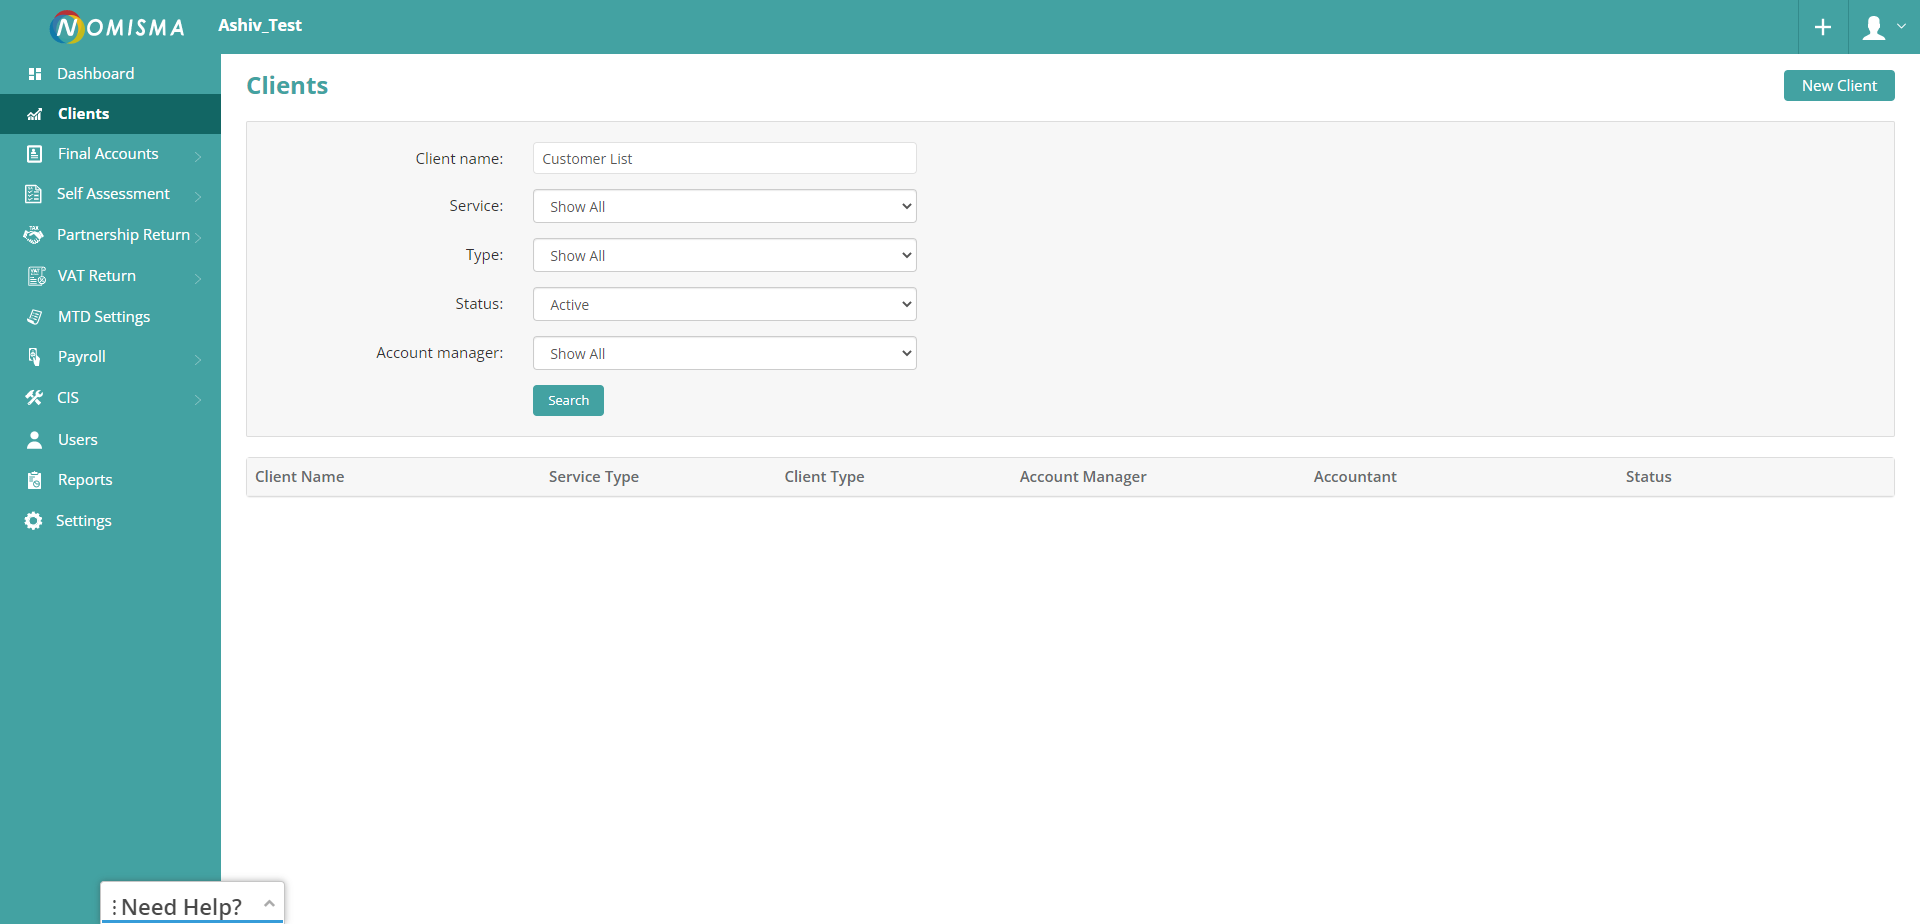 NOMISMA
Ashiv_Test
Dashboard
Clients
Final Accounts
Self Assessment
Partnership Return
VAT Return
MTD Settings
Payroll
CIS
Users
Reports
Settings
Clients
New Client
Client name: Customer List
Service: Show All
Type: Show All
Status: Active
Account manager: Show All
Search
Client Name Service Type Client Type Account Manager Accountant Status
Need Help?